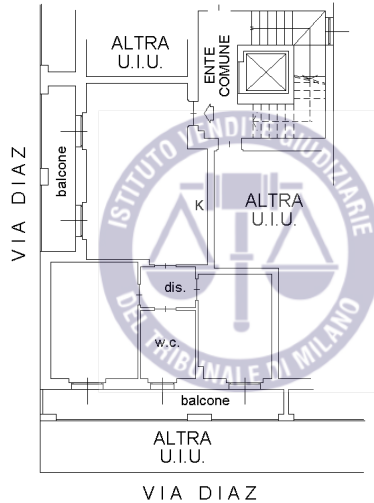 ALTRA
U.I.U.
ENTE
COMUNE
balcone
VIA DIAZ
K
ALTRA
U.I.U.
ISTITUTO VENDITE GIUDIZIARIE
DEL TRIBUNALE DI MILANO
dis.
w.c.
balcone
ALTRA
U.I.U.
VIA DIAZ